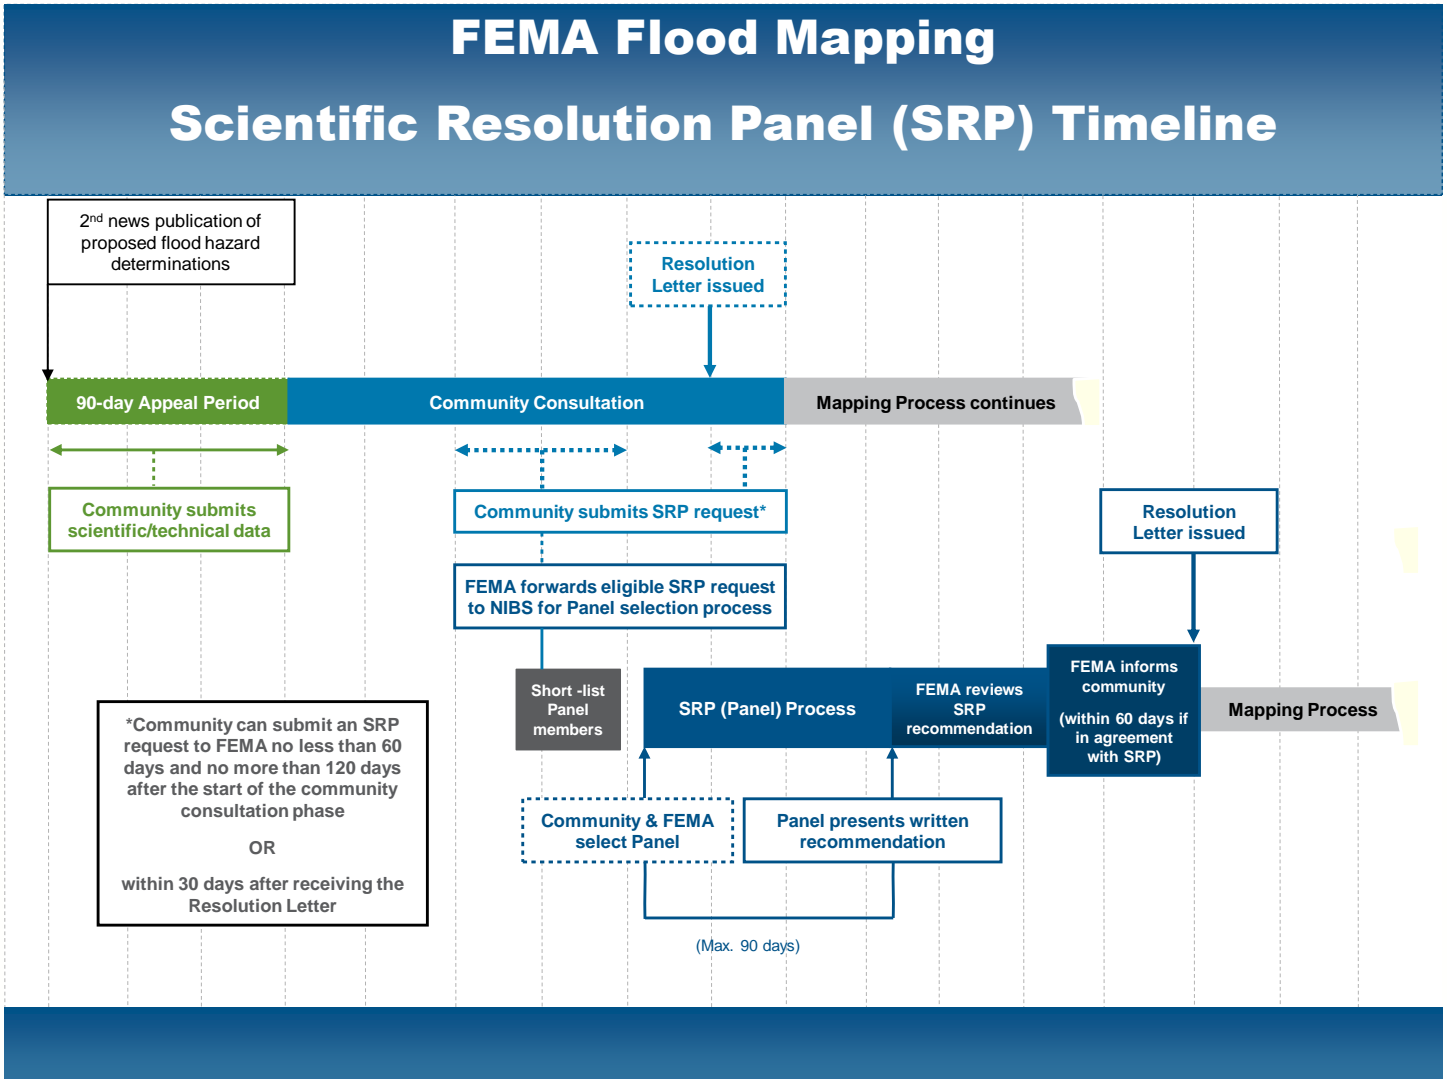 FEMA Flood Mapping
Scientific Resolution Panel (SRP) Timeline
2nd news publication of
proposed flood hazard
determinations
Resolution
Letter issued
90-day Appeal Period
Community Consultation
Mapping Process continues
Community submits
scientific/technical data
Community submits SRP request*
Resolution
Letter issued
FEMA forwards eligible SRP request
to NIBS for Panel selection process
Short -list
Panel
members
SRP (Panel) Process
FEMA reviews
SRP
recommendation
FEMA informs
community
(within 60 days if
in agreement
with SRP)
Mapping Process
*Community can submit an SRP
request to FEMA no less than 60
days and no more than 120 days
after the start of the community
consultation phase
OR
within 30 days after receiving the
Resolution Letter
Community & FEMA
select Panel
Panel presents written
recommendation
(Max. 90 days)